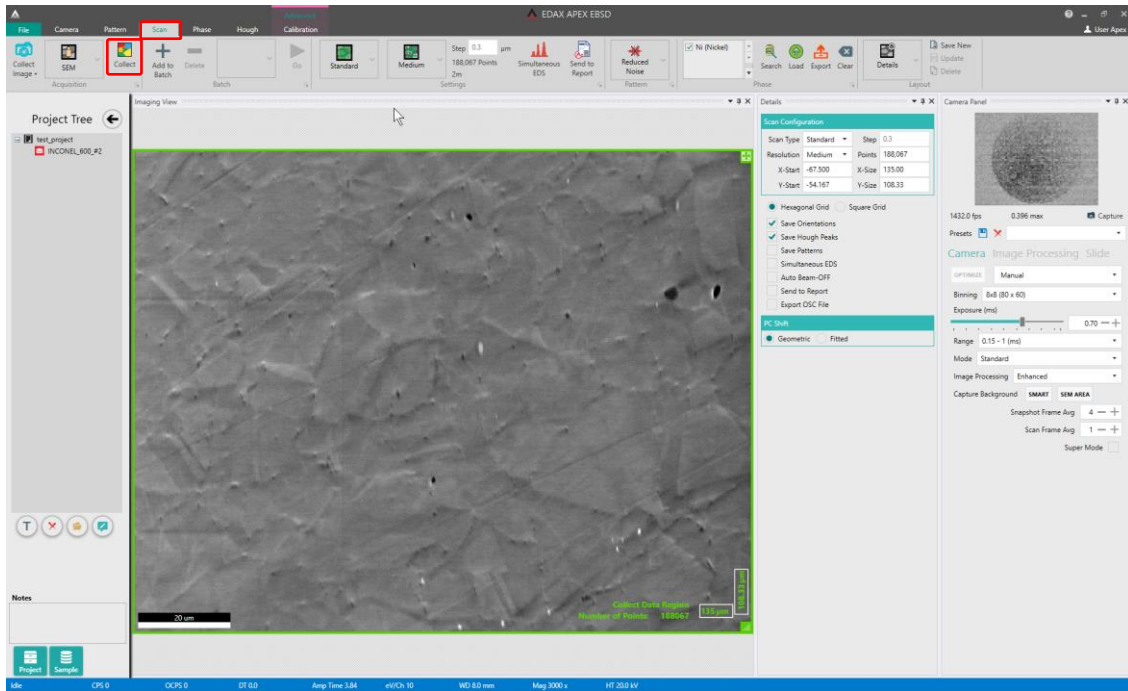 EDAX APEX EBSD
Advanced
File Camera Pattern Scan Phase Hough Calibration
User Apex
Collect Image
SEM
Acquisition
Collect
Add to Batch
Delete
Go
Batch
Standard
Medium
Step 0.3 µm
188,067 Points
2m
Settings
Simultaneous EDS
Send to Report
Reduced Noise
Pattern
Ni (Nickel)
Search Load Export Clear
Phase
Details
Save New
Update
Delete
Layout
Project Tree
test_project
INCONEL_600_#2
T
Notes
Project Sample
Imaging View
20 um
Collect Data Region
Number of Points: 188067
135 µm
108.33 µm
Details
Scan Configuration
Scan Type Standard Step 0.3
Resolution Medium Points 188,067
X-Start -67.500 X-Size 135.00
Y-Start -54.167 Y-Size 108.33
Hexagonal Grid Square Grid
Save Orientations
Save Hough Peaks
Save Patterns
Simultaneous EDS
Auto Beam-OFF
Send to Report
Export OSC File
PC Shift
Geometric Fitted
Camera Panel
1432.0 fps 0.396 max Capture
Presets
Camera Image Processing Slide
OPTIMIZE Manual
Binning 8x8 (80 x 60)
Exposure (ms)
0.70
Range 0.15 - 1 (ms)
Mode Standard
Image Processing Enhanced
Capture Background SMART SEM AREA
Snapshot Frame Avg 4
Scan Frame Avg 1
Super Mode
Idle CPS 0 OCPS 0 DT 0.0 Amp Time 3.84 eV/Ch 10 WD 8.0 mm Mag 3000 x HT 20.0 kV